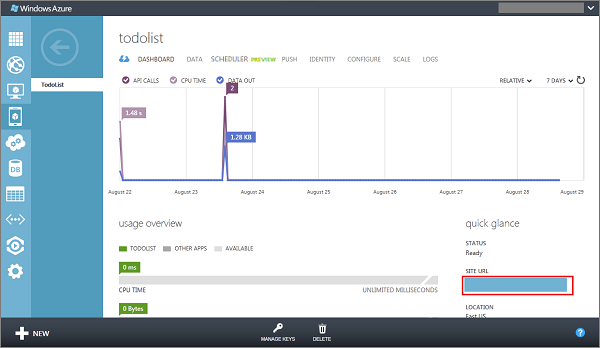 Windows Azure
todolist
DASHBOARD DATA SCHEDULER PREVIEW PUSH IDENTITY CONFIGURE SCALE LOGS
TodoList
API CALLS CPU TIME DATA OUT RELATIVE 7 DAYS
2
1.48 s
1.28 KB
August 22 August 23 August 24 August 25 August 26 August 27 August 28 August 29
usage overview
TODOLIST OTHER APPS AVAILABLE
0 ms
CPU TIME UNLIMITED MILLISECONDS
0 Bytes
quick glance
STATUS
Ready
SITE URL
LOCATION
East US
DB
NEW MANAGE KEYS DELETE ?